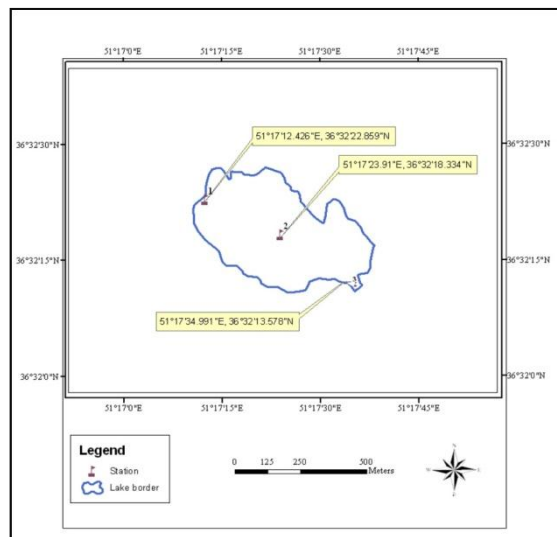 51°17'0"E 51°17'15"E 51°17'30"E 51°17'45"E
36°32'30"N 36°32'30"N
51°17'12.426"E, 36°32'22.859"N
51°17'23.91"E, 36°32'18.334"N
1
2
36°32'15"N 36°32'15"N
3
51°17'34.991"E, 36°32'13.578"N
36°32'0"N 36°32'0"N
51°17'0"E 51°17'15"E 51°17'30"E 51°17'45"E
Legend
Station
Lake border
0 125 250 500
Meters